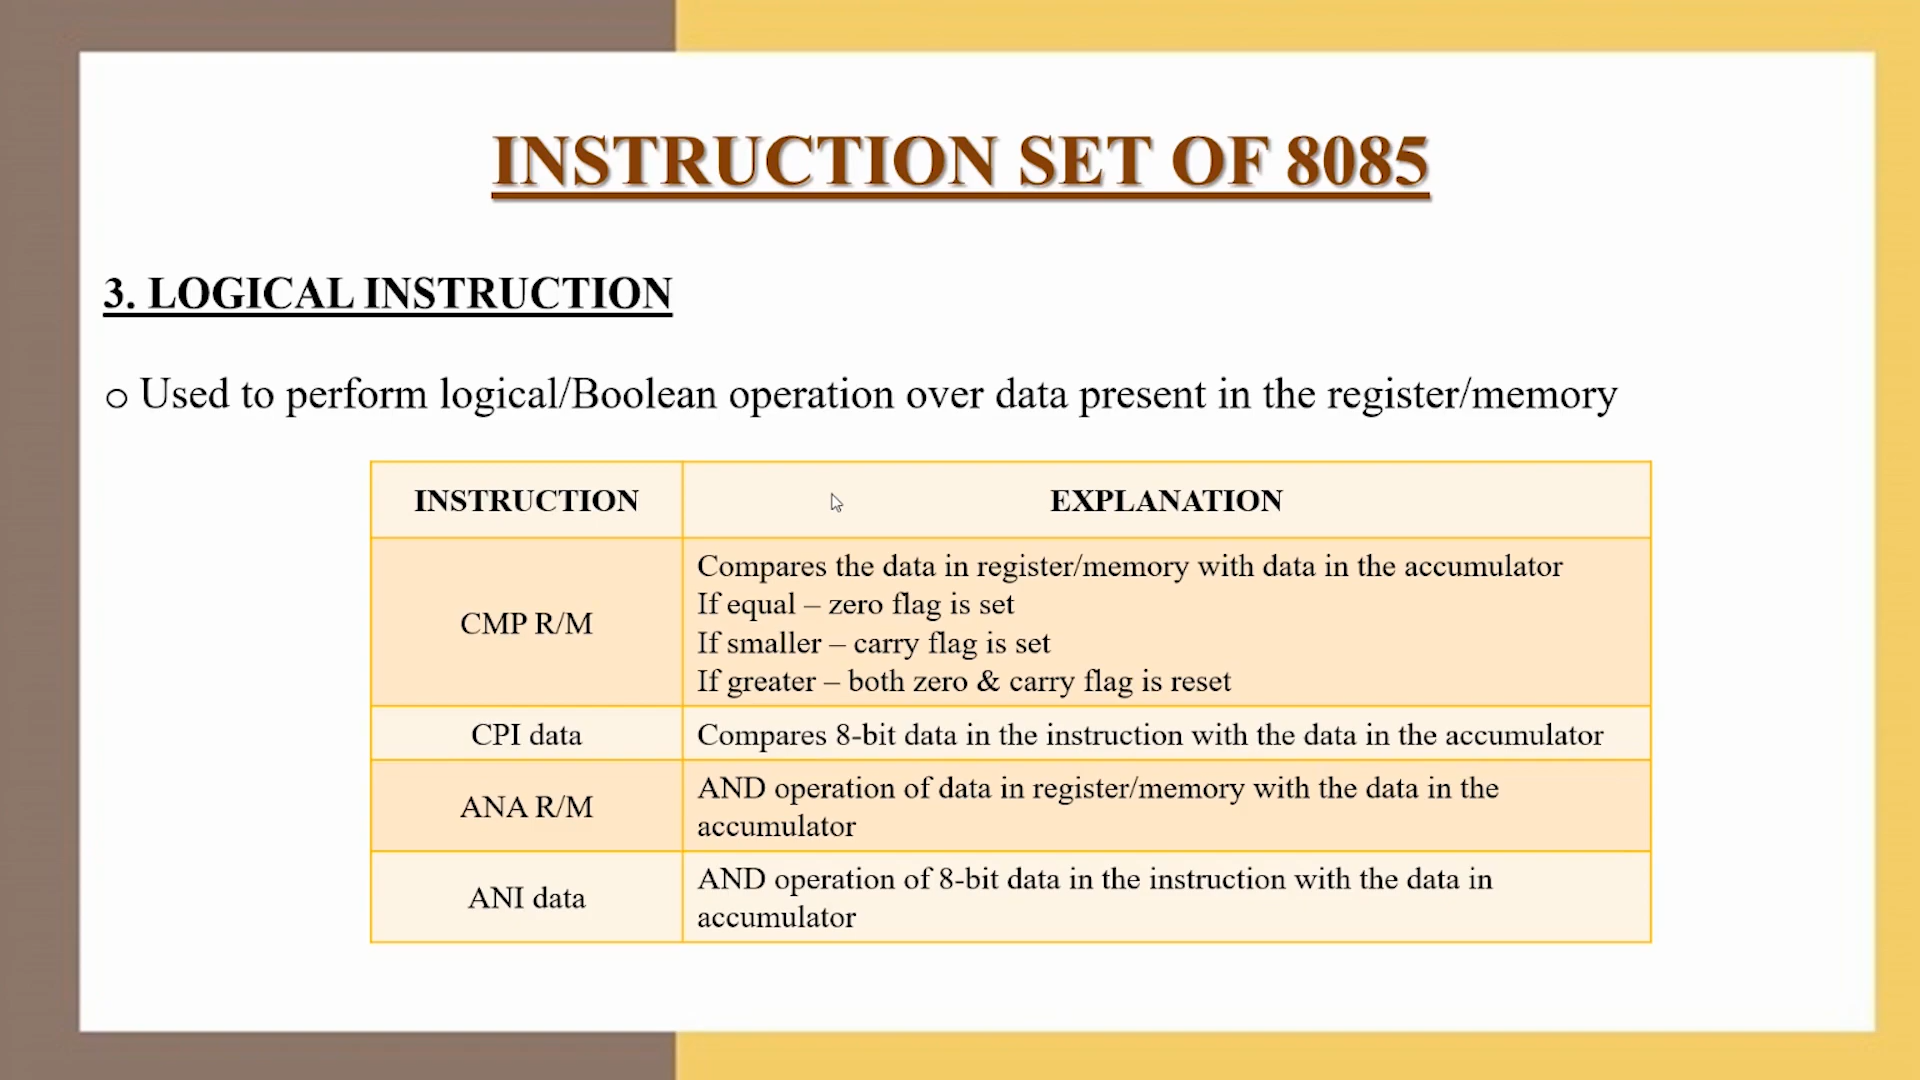 INSTRUCTION SET OF 8085
3. LOGICAL INSTRUCTION
o Used to perform logical/Boolean operation over data present in the register/memory
INSTRUCTION
EXPLANATION
CMP R/M
Compares the data in register/memory with data in the accumulator
If equal – zero flag is set
If smaller – carry flag is set
If greater – both zero & carry flag is reset
CPI data
Compares 8-bit data in the instruction with the data in the accumulator
ANA R/M
AND operation of data in register/memory with the data in the
accumulator
ANI data
AND operation of 8-bit data in the instruction with the data in
accumulator